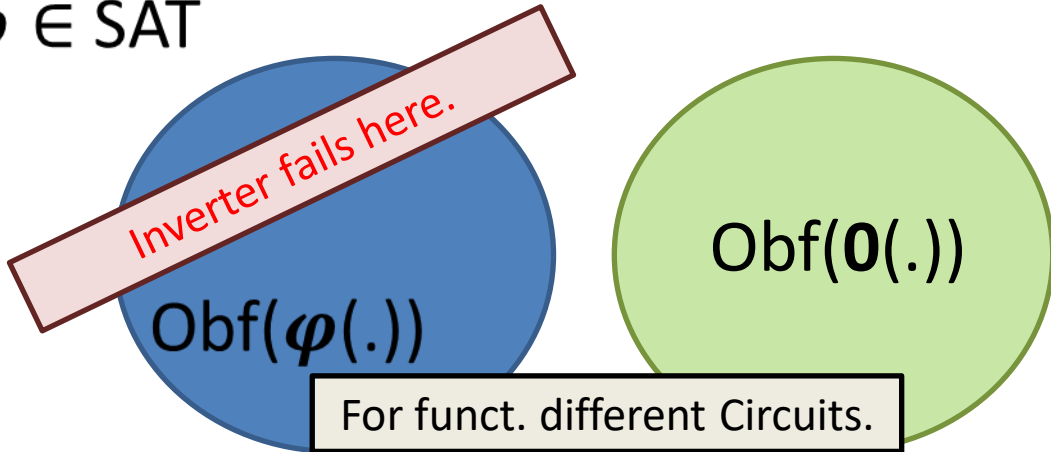 ∈ SAT
Inverter fails here.
Obf(φ(.))
Obf(0(.))
For funct. different Circuits.